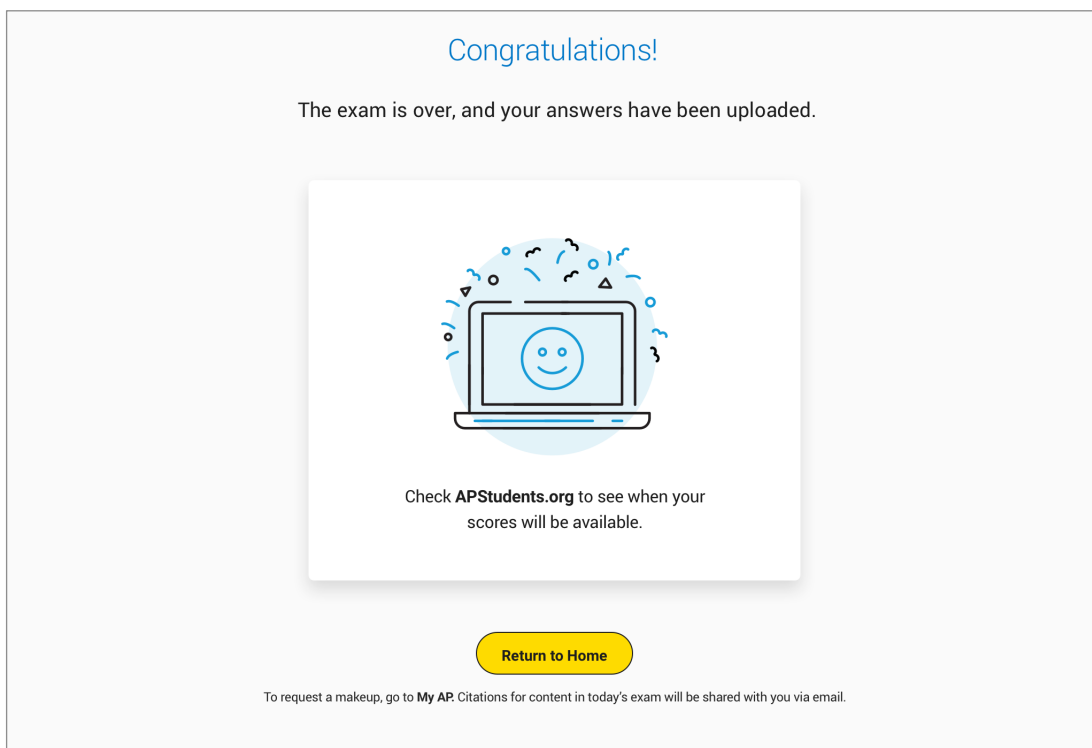 Congratulations!
The exam is over, and your answers have been uploaded.
Check APStudents.org to see when your
scores will be available.
Return to Home
To request a makeup, go to My AP. Citations for content in today's exam will be shared with you via email.